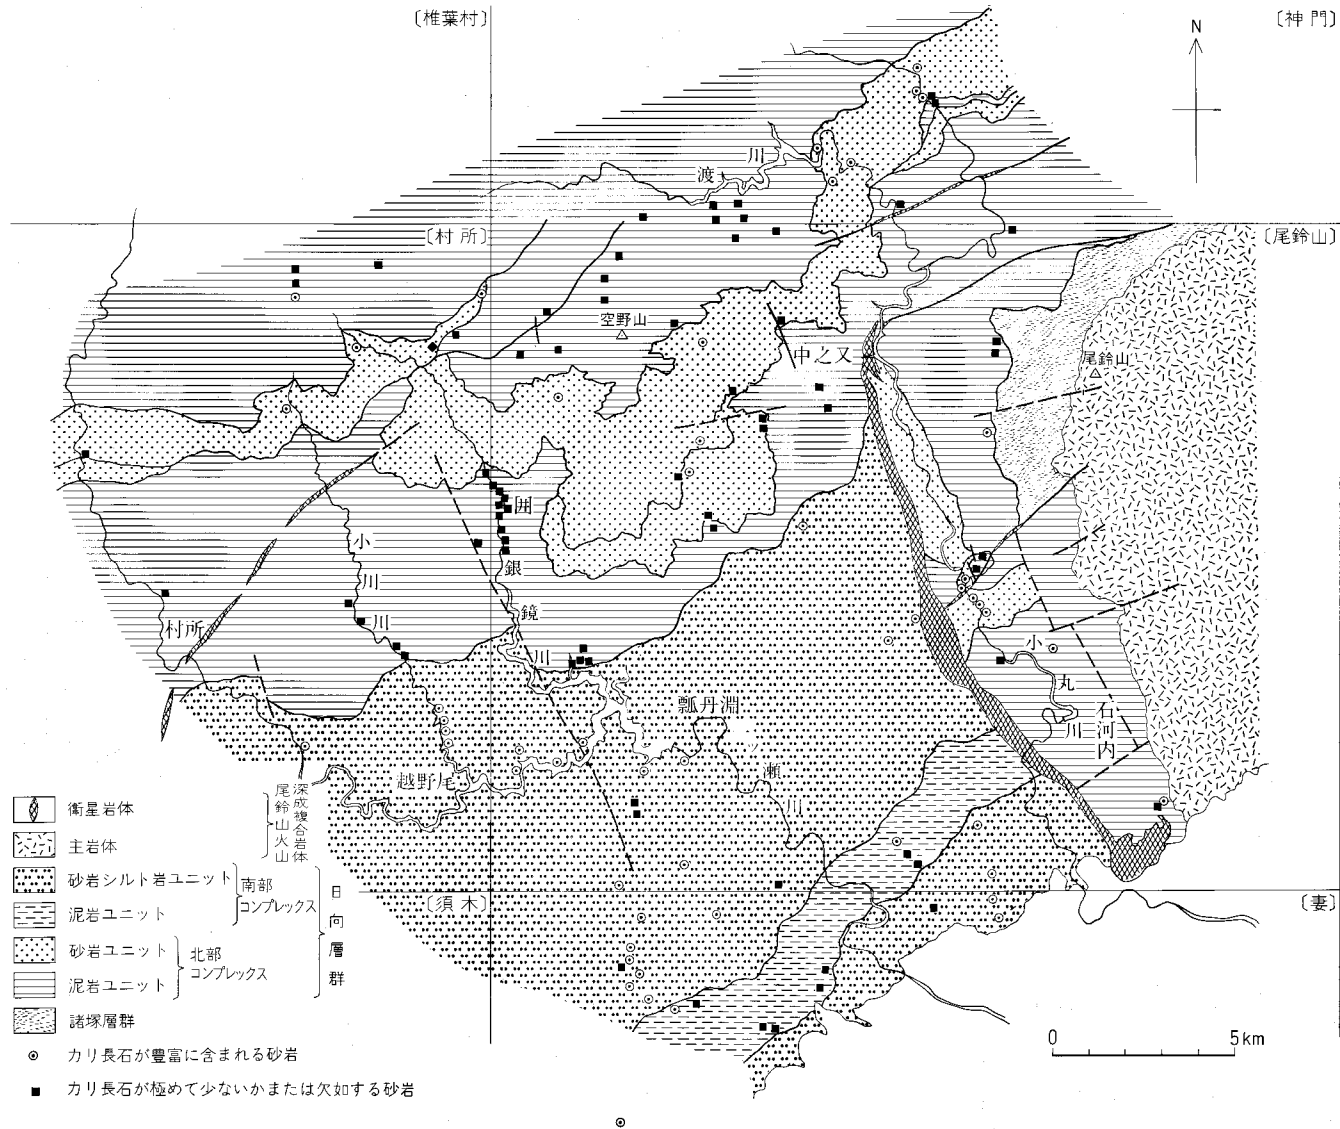 〔椎葉村〕
〔神門〕
N
川
渡
〔村所〕
〔尾鈴山〕
空野山
中之又
尾鈴山
囲
小
川
川
銀
鏡
川
村所
小
丸
川
石河内
瓢丹淵
越野尾
ツ
瀬
川
〔須木〕
〔妻〕
衛星岩体
主岩体
尾鈴山火山
深成複合岩体
砂岩シルト岩ユニット
泥岩ユニット
南部
コンプレックス
砂岩ユニット
泥岩ユニット
北部
コンプレックス
日向層群
諸塚層群
カリ長石が豊富に含まれる砂岩
カリ長石が極めて少ないかまたは欠如する砂岩
0 5km